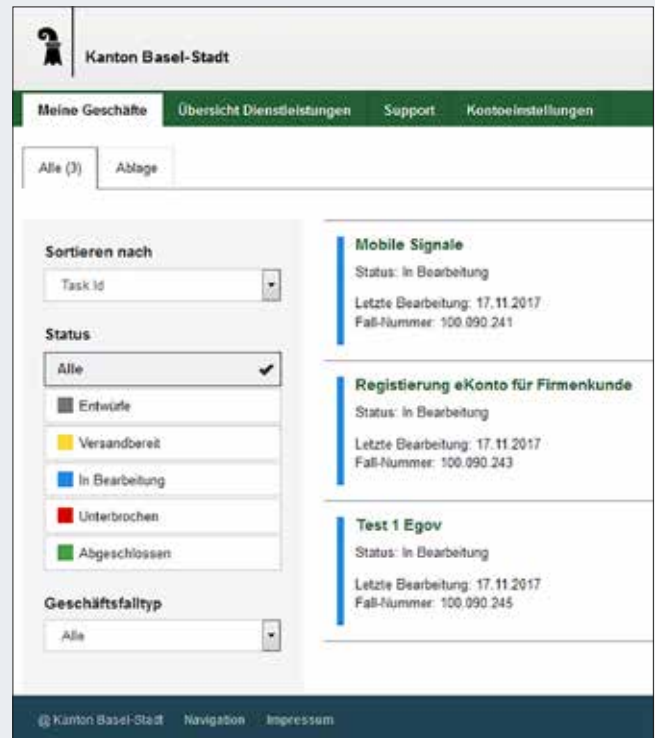 Kanton Basel-Stadt
Meine Geschäfte Übersicht Dienstleistungen Support Kontoeinstellungen
Alle (3) Ablage
Sortieren nach
Task Id
Status
Alle
Entwürfe
Versandbereit
In Bearbeitung
Unterbrochen
Abgeschlossen
Geschäftsfalltyp
Alle
Mobile Signale
Status: In Bearbeitung
Letzte Bearbeitung: 17.11.2017
Fall-Nummer: 100.090.241
Registierung eKonto für Firmenkunde
Status: In Bearbeitung
Letzte Bearbeitung: 17.11.2017
Fall-Nummer: 100.090.243
Test 1 Egov
Status: In Bearbeitung
Letzte Bearbeitung: 17.11.2017
Fall-Nummer: 100.090.245
@ Kanton Basel-Stadt Navigation Impressum